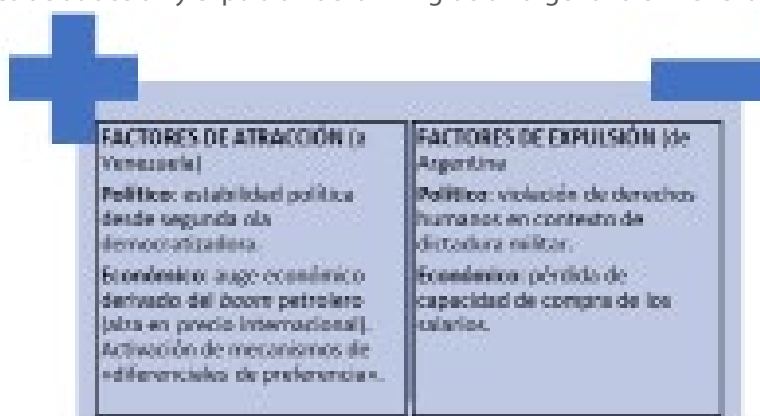 FACTORES DE ATRACCIÓN (a
Venezuela)
Político: estabilidad política
desde segunda ola
democratizadora.
Económico: auge económico
derivado del boom petrolero
(alza en precio internacional).
Activación de mecanismos de
«diferenciales de preferencia».
FACTORES DE EXPULSIÓN (de
Argentina
Político: violación de derechos
humanos en contexto de
dictadura militar.
Económico: pérdida de
capacidad de compra de los
salarios.